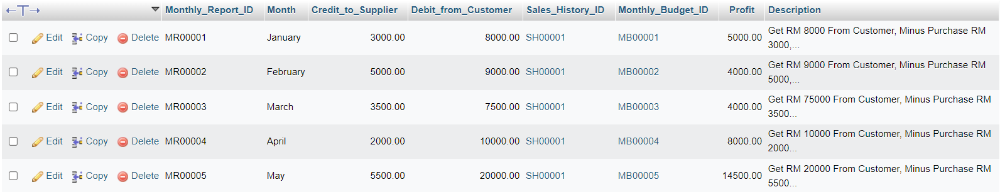 Monthly_Report_ID Month Credit_to_Supplier Debit_from_Customer Sales_History_ID Monthly_Budget_ID Profit Description
Edit Copy Delete MR00001 January 3000.00 8000.00 SH00001 MB00001 5000.00 Get RM 8000 From Customer, Minus Purchase RM
3000,...
Edit Copy Delete MR00002 February 5000.00 9000.00 SH00001 MB00002 4000.00 Get RM 9000 From Customer, Minus Purchase RM
5000,...
Edit Copy Delete MR00003 March 3500.00 7500.00 SH00001 MB00003 4000.00 Get RM 75000 From Customer, Minus Purchase RM
3500...
Edit Copy Delete MR00004 April 2000.00 10000.00 SH00001 MB00004 8000.00 Get RM 10000 From Customer, Minus Purchase RM
2000...
Edit Copy Delete MR00005 May 5500.00 20000.00 SH00001 MB00005 14500.00 Get RM 20000 From Customer, Minus Purchase RM
5500...